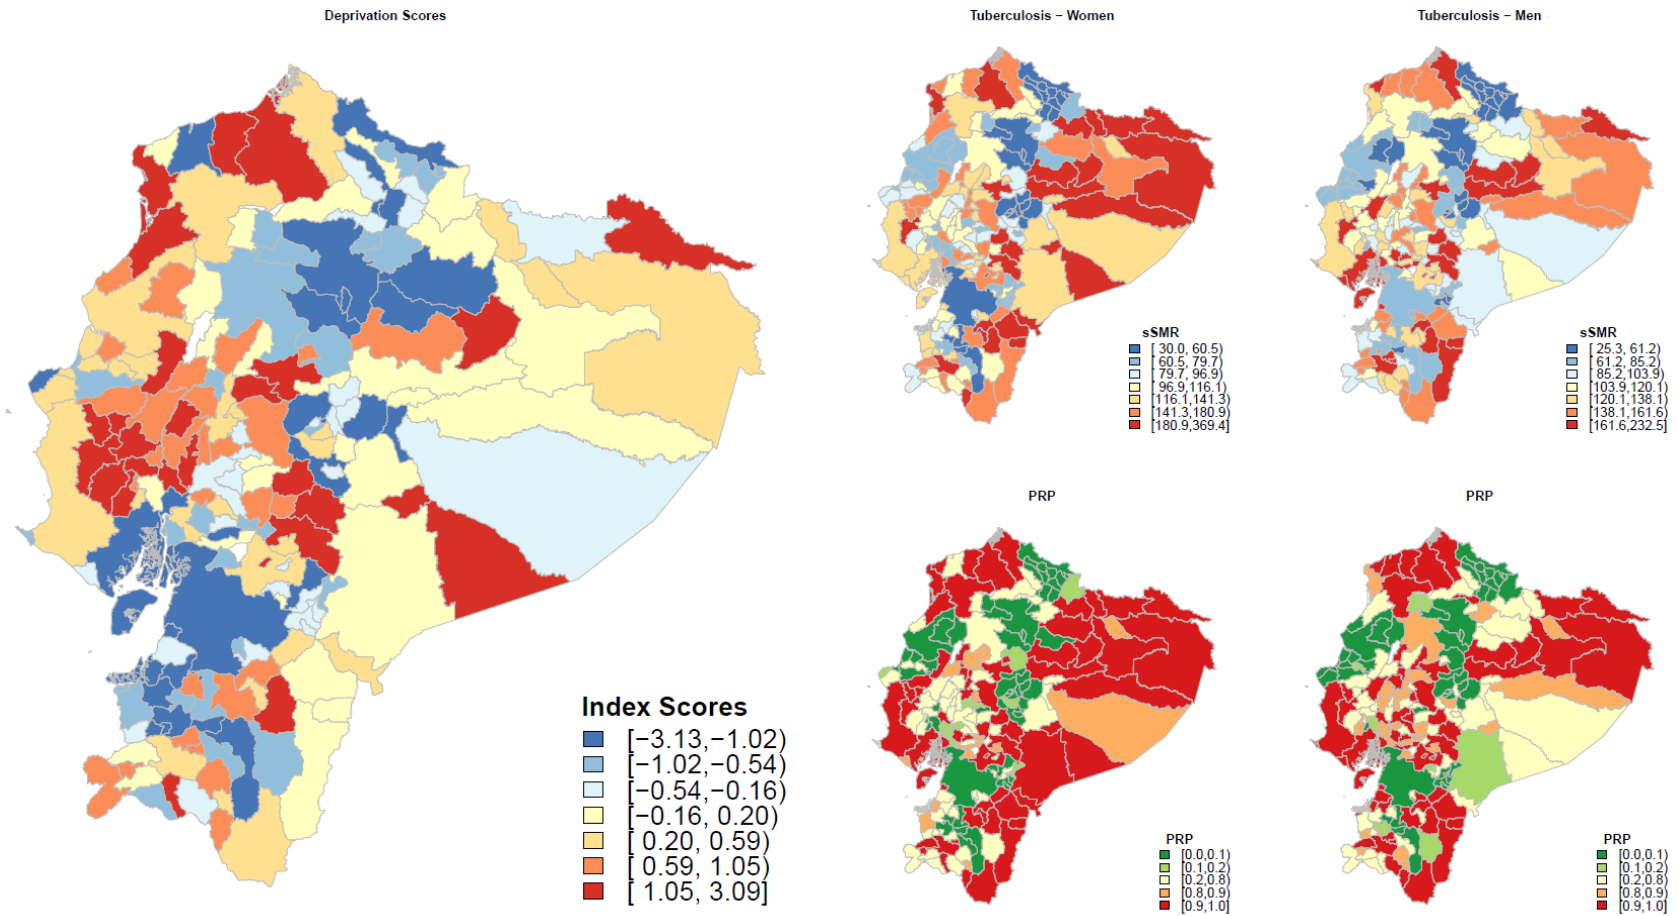 Deprivation Scores
Index Scores
[−3.13,−1.02)
[−1.02,−0.54)
[−0.54,−0.16)
[−0.16, 0.20)
[ 0.20, 0.59)
[ 0.59, 1.05)
[ 1.05, 3.09]
Tuberculosis − Women
sSMR
[ 30.0, 60.5)
[ 60.5, 79.7)
[ 79.7, 96.9)
[ 96.9,116.1)
[116.1,141.3)
[141.3,180.9)
[180.9,369.4]
Tuberculosis − Men
sSMR
[ 25.3, 61.2)
[ 61.2, 85.2)
[ 85.2,103.9)
[103.9,120.1)
[120.1,138.1)
[138.1,161.6)
[161.6,232.5]
PRP
PRP
[0.0,0.1)
[0.1,0.2)
[0.2,0.8)
[0.8,0.9)
[0.9,1.0]
PRP
PRP
[0.0,0.1)
[0.1,0.2)
[0.2,0.8)
[0.8,0.9)
[0.9,1.0]